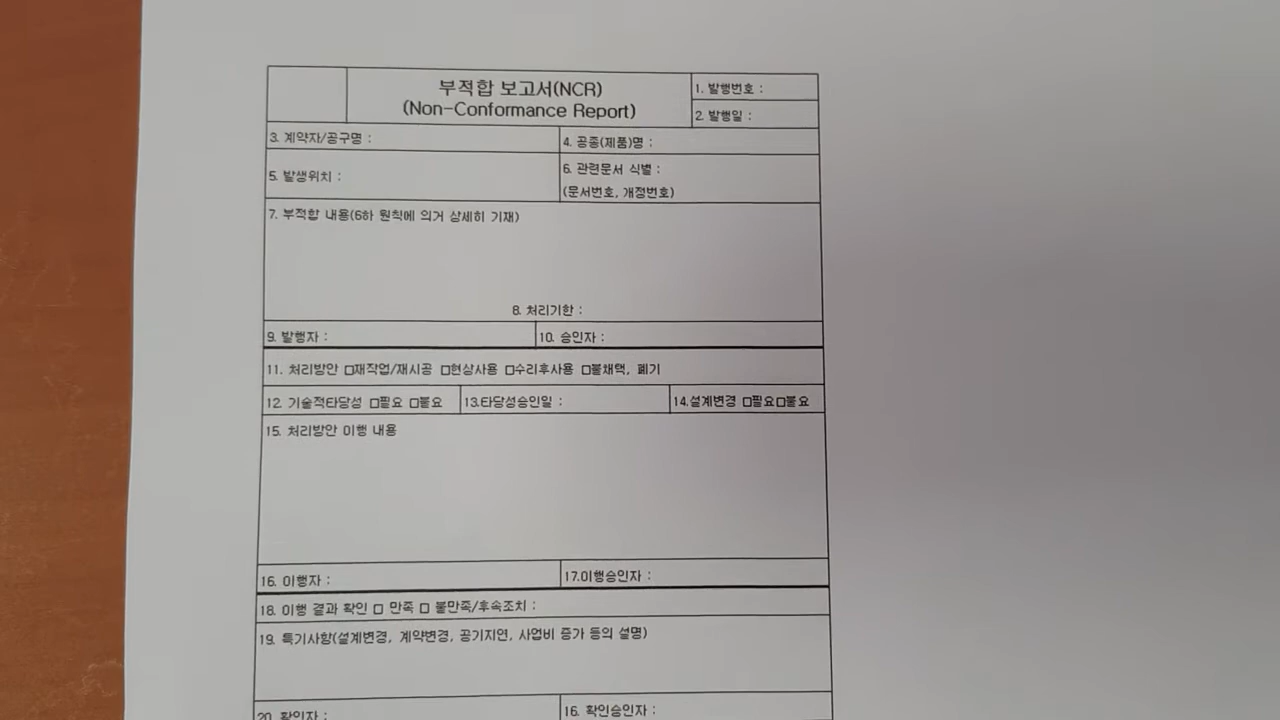 부적합 보고서(NCR)
(Non-Conformance Report)
1. 발행번호 :
2. 발행일 :
3. 계약자/공구명 :
4. 공종(제품)명 :
5. 발생위치 :
6. 관련문서 식별 :
(문서번호, 개정번호)
7. 부적합 내용(6하 원칙에 의거 상세히 기재)
8. 처리기한 :
9. 발행자 :
10. 승인자 :
11. 처리방안 □재작업/재시공 □현상사용 □수리후사용 □불채택, 폐기
12. 기술적타당성 □필요 □불요
13.타당성승인일 :
14.설계변경 □필요□불요
15. 처리방안 이행 내용
16. 이행자 :
17.이행승인자 :
18. 이행 결과 확인 □ 만족 □ 불만족/후속조치 :
19. 특기사항(설계변경, 계약변경, 공기지연, 사업비 증가 등의 설명)
20. 확인자 :
16. 확인승인자 :